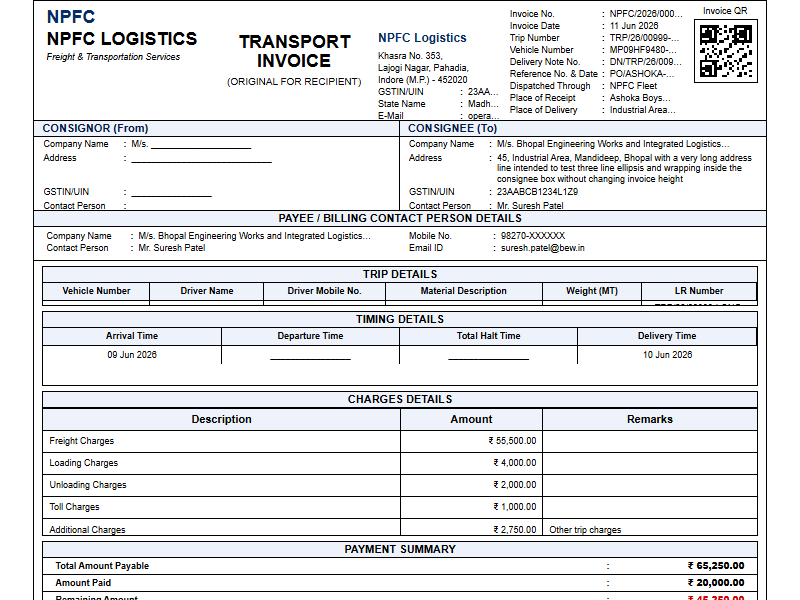 NPFC
NPFC LOGISTICS
Freight & Transportation Services
TRANSPORT
INVOICE
(ORIGINAL FOR RECIPIENT)
NPFC Logistics
Khasra No. 353,
Lajogi Nagar, Pahadia,
Indore (M.P.) - 452020
GSTIN/UIN : 23AA...
State Name : Madh...
E-Mail : opera...
Invoice No. : NPFC/2026/000...
Invoice Date : 11 Jun 2026
Trip Number : TRP/26/00999-...
Vehicle Number : MP09HF9480-...
Delivery Note No. : DN/TRP/26/009...
Reference No. & Date : PO/ASHOKA-...
Dispatched Through : NPFC Fleet
Place of Receipt : Ashoka Boys...
Place of Delivery : Industrial Area...
Invoice QR
CONSIGNOR (From)
Company Name : M/s. ____________________
Address : ____________________________
GSTIN/UIN : ________________
Contact Person :
CONSIGNEE (To)
Company Name : M/s. Bhopal Engineering Works and Integrated Logistics...
Address : 45, Industrial Area, Mandideep, Bhopal with a very long address
line intended to test three line ellipsis and wrapping inside the
consignee box without changing invoice height
GSTIN/UIN : 23AABCB1234L1Z9
Contact Person : Mr. Suresh Patel
PAYEE / BILLING CONTACT PERSON DETAILS
Company Name : M/s. Bhopal Engineering Works and Integrated Logistics...
Contact Person : Mr. Suresh Patel
Mobile No. : 98270-XXXXXX
Email ID : suresh.patel@bew.in
TRIP DETAILS
Vehicle Number Driver Name Driver Mobile No. Material Description Weight (MT) LR Number
TIMING DETAILS
Arrival Time Departure Time Total Halt Time Delivery Time
09 Jun 2026 ________________ ________________ 10 Jun 2026
CHARGES DETAILS
Description Amount Remarks
Freight Charges ₹ 55,500.00
Loading Charges ₹ 4,000.00
Unloading Charges ₹ 2,000.00
Toll Charges ₹ 1,000.00
Additional Charges ₹ 2,750.00 Other trip charges
PAYMENT SUMMARY
Total Amount Payable : ₹ 65,250.00
Amount Paid : ₹ 20,000.00
Remaining Amount : ₹ 45,250.00